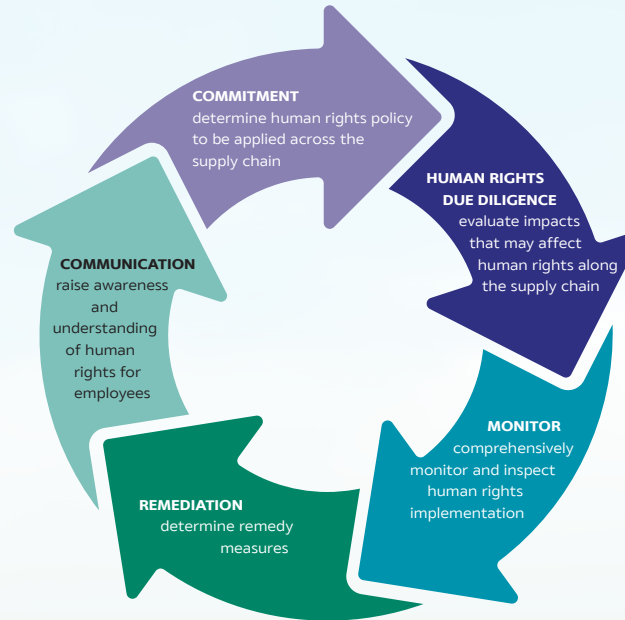 COMMITMENT
determine human rights policy
to be applied across the
supply chain
HUMAN RIGHTS
DUE DILIGENCE
evaluate impacts
that may affect
human rights along
the supply chain
MONITOR
comprehensively
monitor and inspect
human rights
implementation
REMEDIATION
determine remedy
measures
COMMUNICATION
raise awareness
and
understanding
of human
rights for
employees